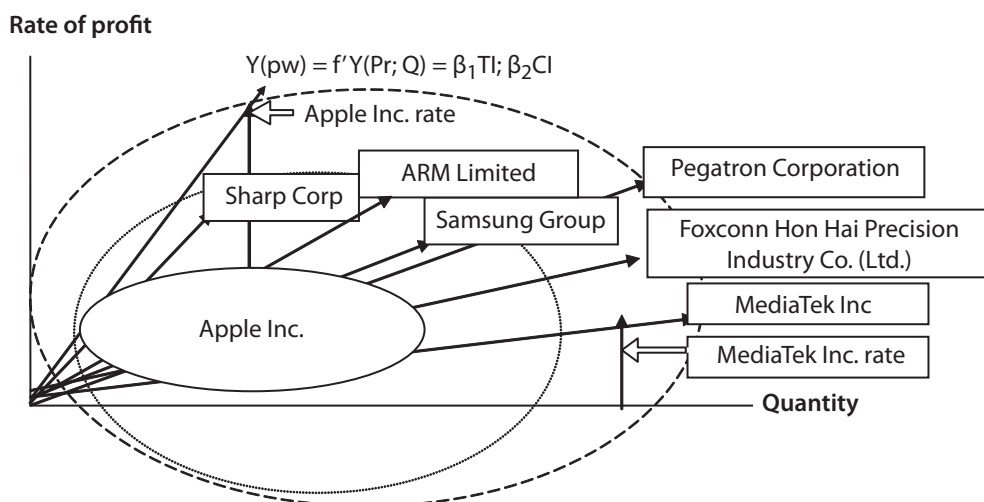 Rate of profit
Y(pw) = f'Y(Pr; Q) = β₁TI; β₂CI
Apple Inc. rate
ARM Limited
Pegatron Corporation
Sharp Corp
Samsung Group
Foxconn Hon Hai Precision
Industry Co. (Ltd.)
MediaTek Inc
Apple Inc.
MediaTek Inc. rate
Quantity